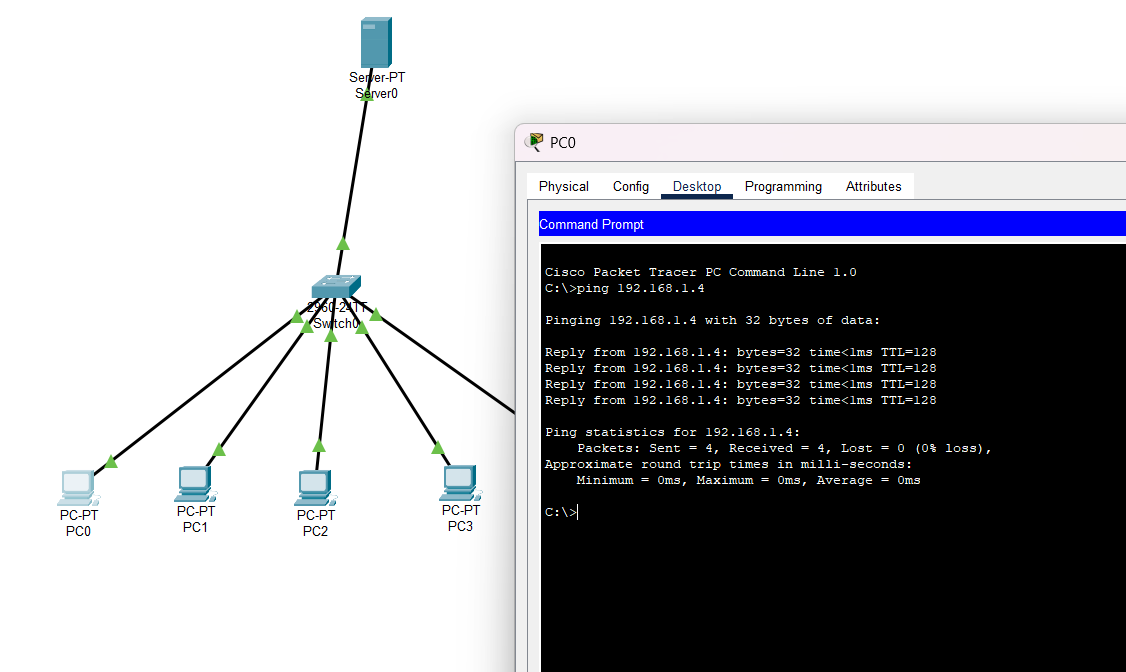 Server-PT
Server0
2960-24TT
Switch0
PC-PT
PC0
PC-PT
PC1
PC-PT
PC2
PC-PT
PC3
PC0
Physical Config Desktop Programming Attributes
Command Prompt
Cisco Packet Tracer PC Command Line 1.0
C:\>ping 192.168.1.4
Pinging 192.168.1.4 with 32 bytes of data:
Reply from 192.168.1.4: bytes=32 time<1ms TTL=128
Reply from 192.168.1.4: bytes=32 time<1ms TTL=128
Reply from 192.168.1.4: bytes=32 time<1ms TTL=128
Reply from 192.168.1.4: bytes=32 time<1ms TTL=128
Ping statistics for 192.168.1.4:
Packets: Sent = 4, Received = 4, Lost = 0 (0% loss),
Approximate round trip times in milli-seconds:
Minimum = 0ms, Maximum = 0ms, Average = 0ms
C:\>